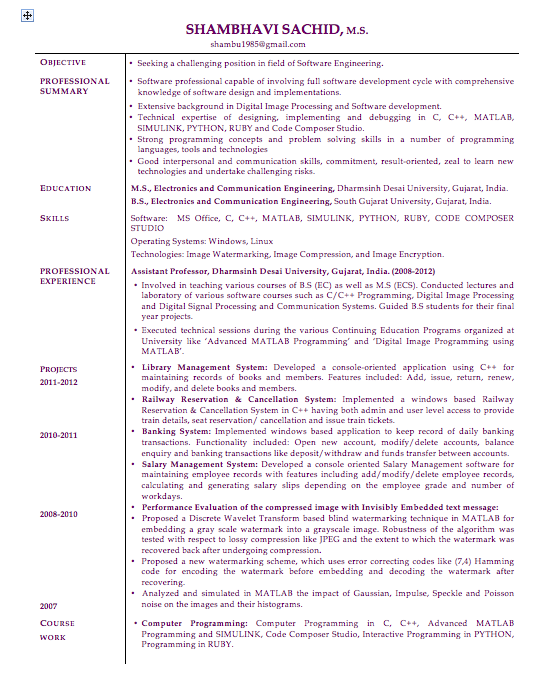 SHAMBHAVI SACHID, M.S.
shambu1985@gmail.com
OBJECTIVE
• Seeking a challenging position in field of Software Engineering.
PROFESSIONAL
SUMMARY
• Software professional capable of involving full software development cycle with comprehensive
knowledge of software design and implementations.
• Extensive background in Digital Image Processing and Software development.
• Technical expertise of designing, implementing and debugging in C, C++, MATLAB,
SIMULINK, PYTHON, RUBY and Code Composer Studio.
• Strong programming concepts and problem solving skills in a number of programming
languages, tools and technologies
• Good interpersonal and communication skills, commitment, result-oriented, zeal to learn new
technologies and undertake challenging risks.
EDUCATION
M.S., Electronics and Communication Engineering, Dharmsinh Desai University, Gujarat, India.
B.S., Electronics and Communication Engineering, South Gujarat University, Gujarat, India.
SKILLS
Software: MS Office, C, C++, MATLAB, SIMULINK, PYTHON, RUBY, CODE COMPOSER
STUDIO
Operating Systems: Windows, Linux
Technologies: Image Watermarking, Image Compression, and Image Encryption.
PROFESSIONAL
EXPERIENCE
Assistant Professor, Dharmsinh Desai University, Gujarat, India. (2008-2012)
• Involved in teaching various courses of B.S (EC) as well as M.S (ECS). Conducted lectures and
laboratory of various software courses such as C/C++ Programming, Digital Image Processing
and Digital Signal Processing and Communication Systems. Guided B.S students for their final
year projects.
• Executed technical sessions during the various Continuing Education Programs organized at
University like 'Advanced MATLAB Programming' and 'Digital Image Programming using
MATLAB'.
PROJECTS
2011-2012
• Library Management System: Developed a console-oriented application using C++ for
maintaining records of books and members. Features included: Add, issue, return, renew,
modify, and delete books and members.
• Railway Reservation & Cancellation System: Implemented a windows based Railway
Reservation & Cancellation System in C++ having both admin and user level access to provide
train details, seat reservation/ cancellation and issue train tickets.
2010-2011
• Banking System: Implemented windows based application to keep record of daily banking
transactions. Functionality included: Open new account, modify/delete accounts, balance
enquiry and banking transactions like deposit/withdraw and funds transfer between accounts.
• Salary Management System: Developed a console oriented Salary Management software for
maintaining employee records with features including add/modify/delete employee records,
calculating and generating salary slips depending on the employee grade and number of
workdays.
• Performance Evaluation of the compressed image with Invisibly Embedded text message:
2008-2010
• Proposed a Discrete Wavelet Transform based blind watermarking technique in MATLAB for
embedding a gray scale watermark into a grayscale image. Robustness of the algorithm was
tested with respect to lossy compression like JPEG and the extent to which the watermark was
recovered back after undergoing compression.
• Proposed a new watermarking scheme, which uses error correcting codes like (7,4) Hamming
code for encoding the watermark before embedding and decoding the watermark after
recovering.
• Analyzed and simulated in MATLAB the impact of Gaussian, Impulse, Speckle and Poisson
noise on the images and their histograms.
2007
COURSE
WORK
• Computer Programming: Computer Programming in C, C++, Advanced MATLAB
Programming and SIMULINK, Code Composer Studio, Interactive Programming in PYTHON,
Programming in RUBY.